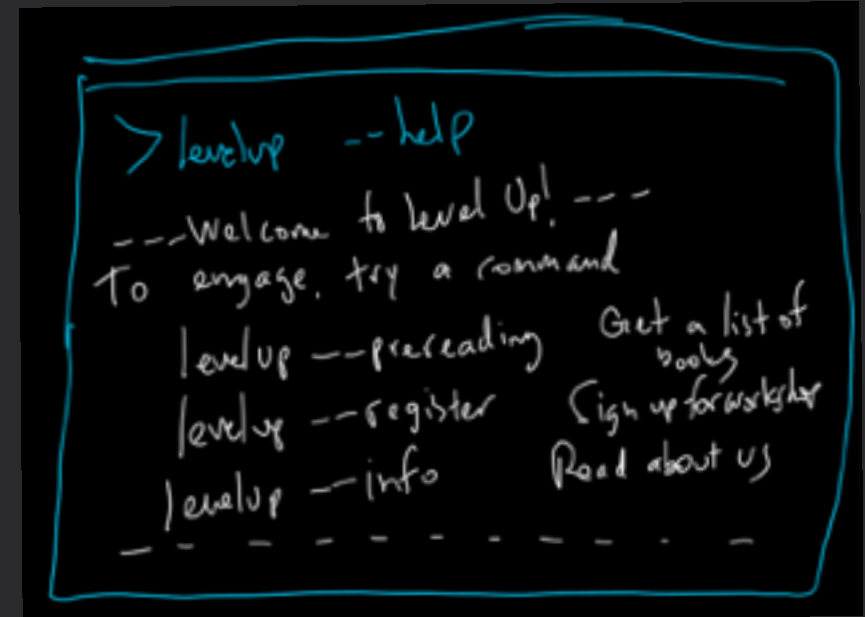 > levelup --help
---Welcome to Level Up!---
To engage, try a command
levelup --prereading Get a list of books
levelup --register Sign up for workshop
levelup --info Read about us